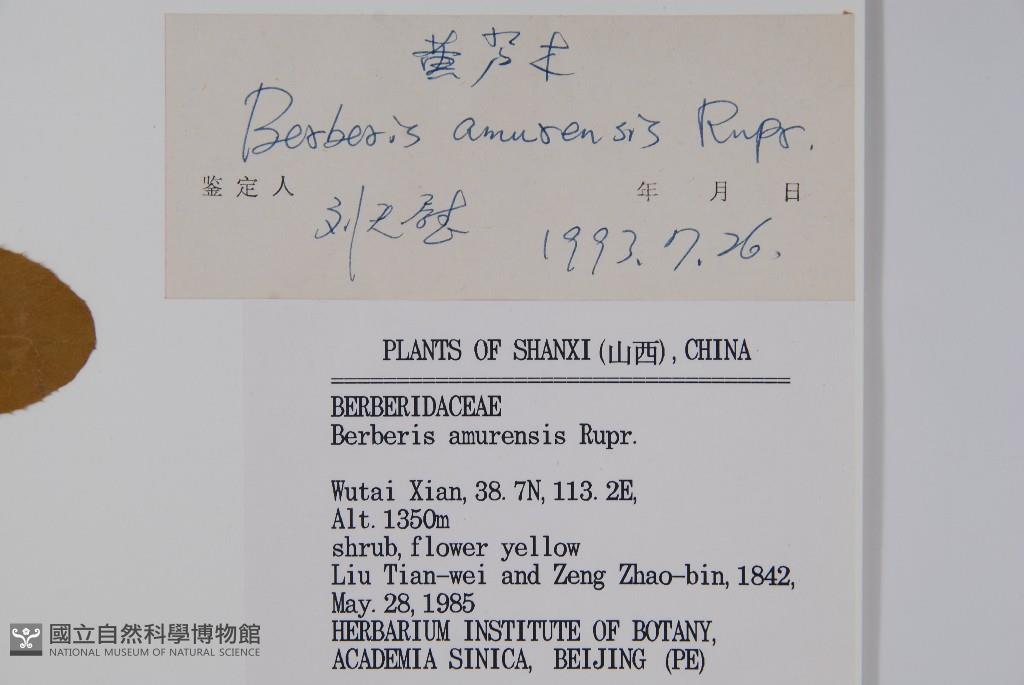 黄芦木
Berberis amurensis Rupr.
鉴定人 年 月 日
刘天慰 1993.7.26.
PLANTS OF SHANXI(山西), CHINA
BERBERIDACEAE
Berberis amurensis Rupr.
Wutai Xian, 38.7N, 113.2E,
Alt. 1350m
shrub, flower yellow
Liu Tian-wei and Zeng Zhao-bin, 1842,
May. 28, 1985
HERBARIUM INSTITUTE OF BOTANY,
ACADEMIA SINICA, BEIJING (PE)
國立自然科學博物館
NATIONAL MUSEUM OF NATURAL SCIENCE